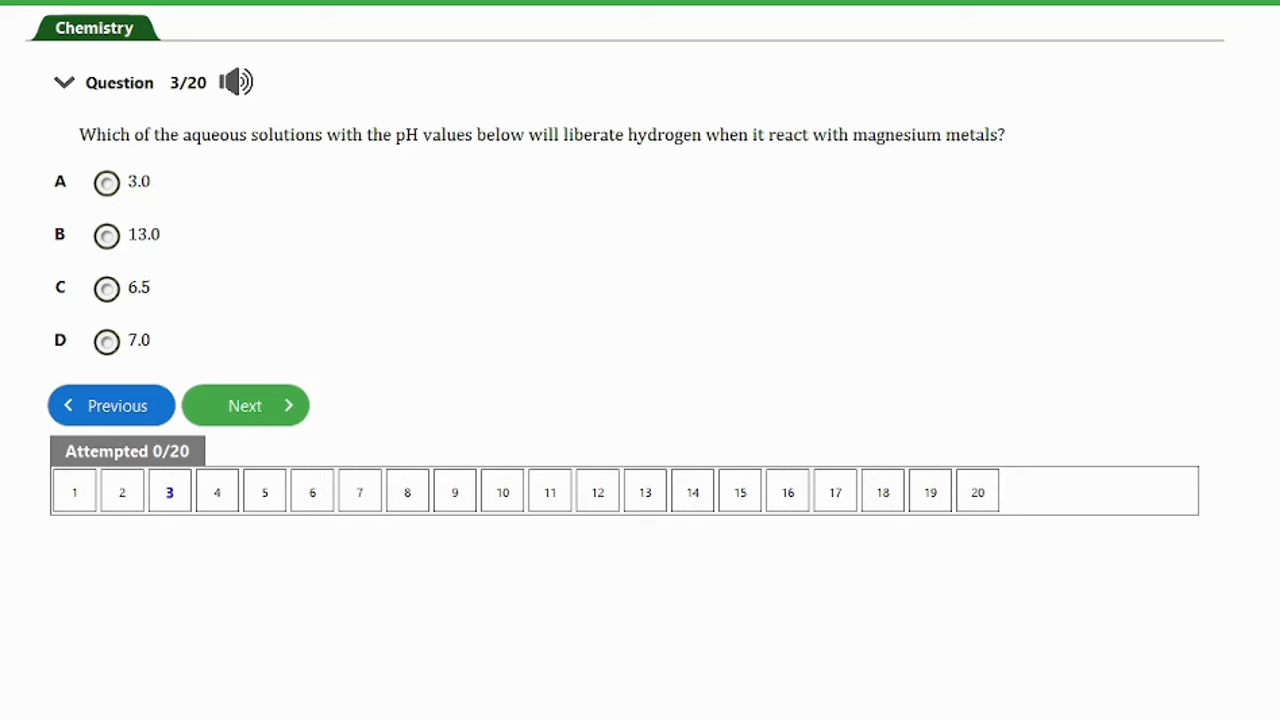 Chemistry
Question 3/20
Which of the aqueous solutions with the pH values below will liberate hydrogen when it react with magnesium metals?
A 3.0
B 13.0
C 6.5
D 7.0
Previous Next
Attempted 0/20
1 2 3 4 5 6 7 8 9 10 11 12 13 14 15 16 17 18 19 20